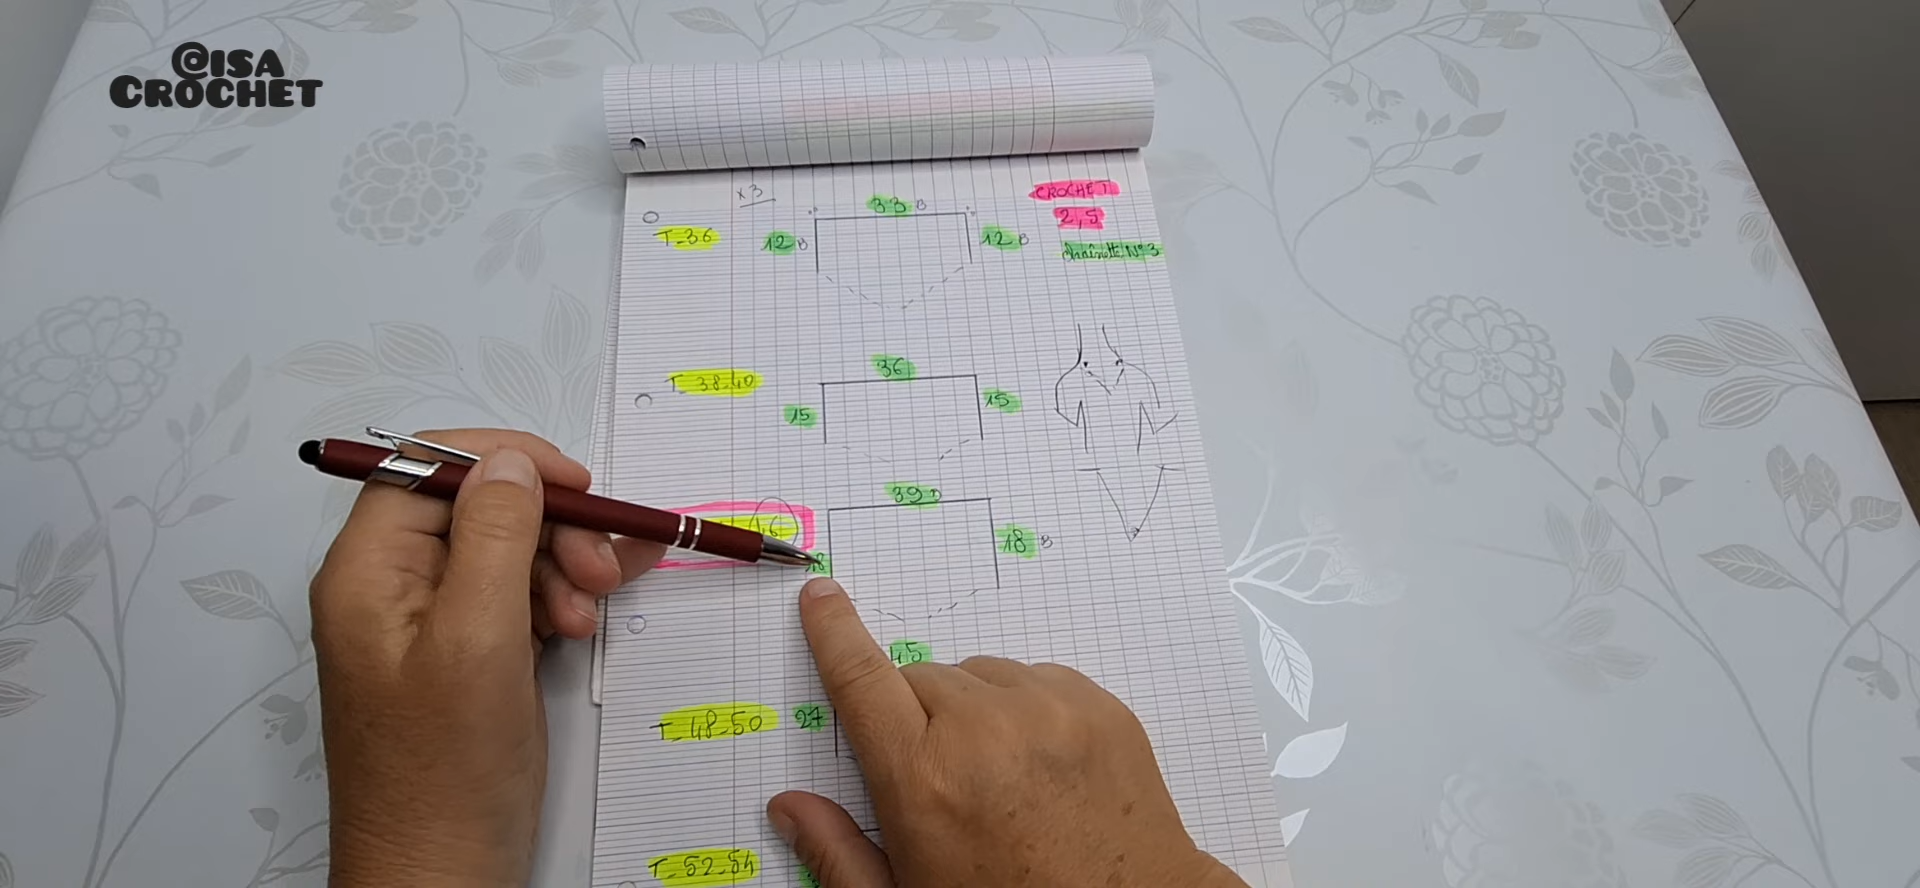 @ISA
CROCHET
x3
CROCHET
2,5
Chaînette N°3
T_36
33 B
12 B
12 B
T_38_40
36
15
15
46
39 B
18
18 B
45
T_48_50
27
T_52_54